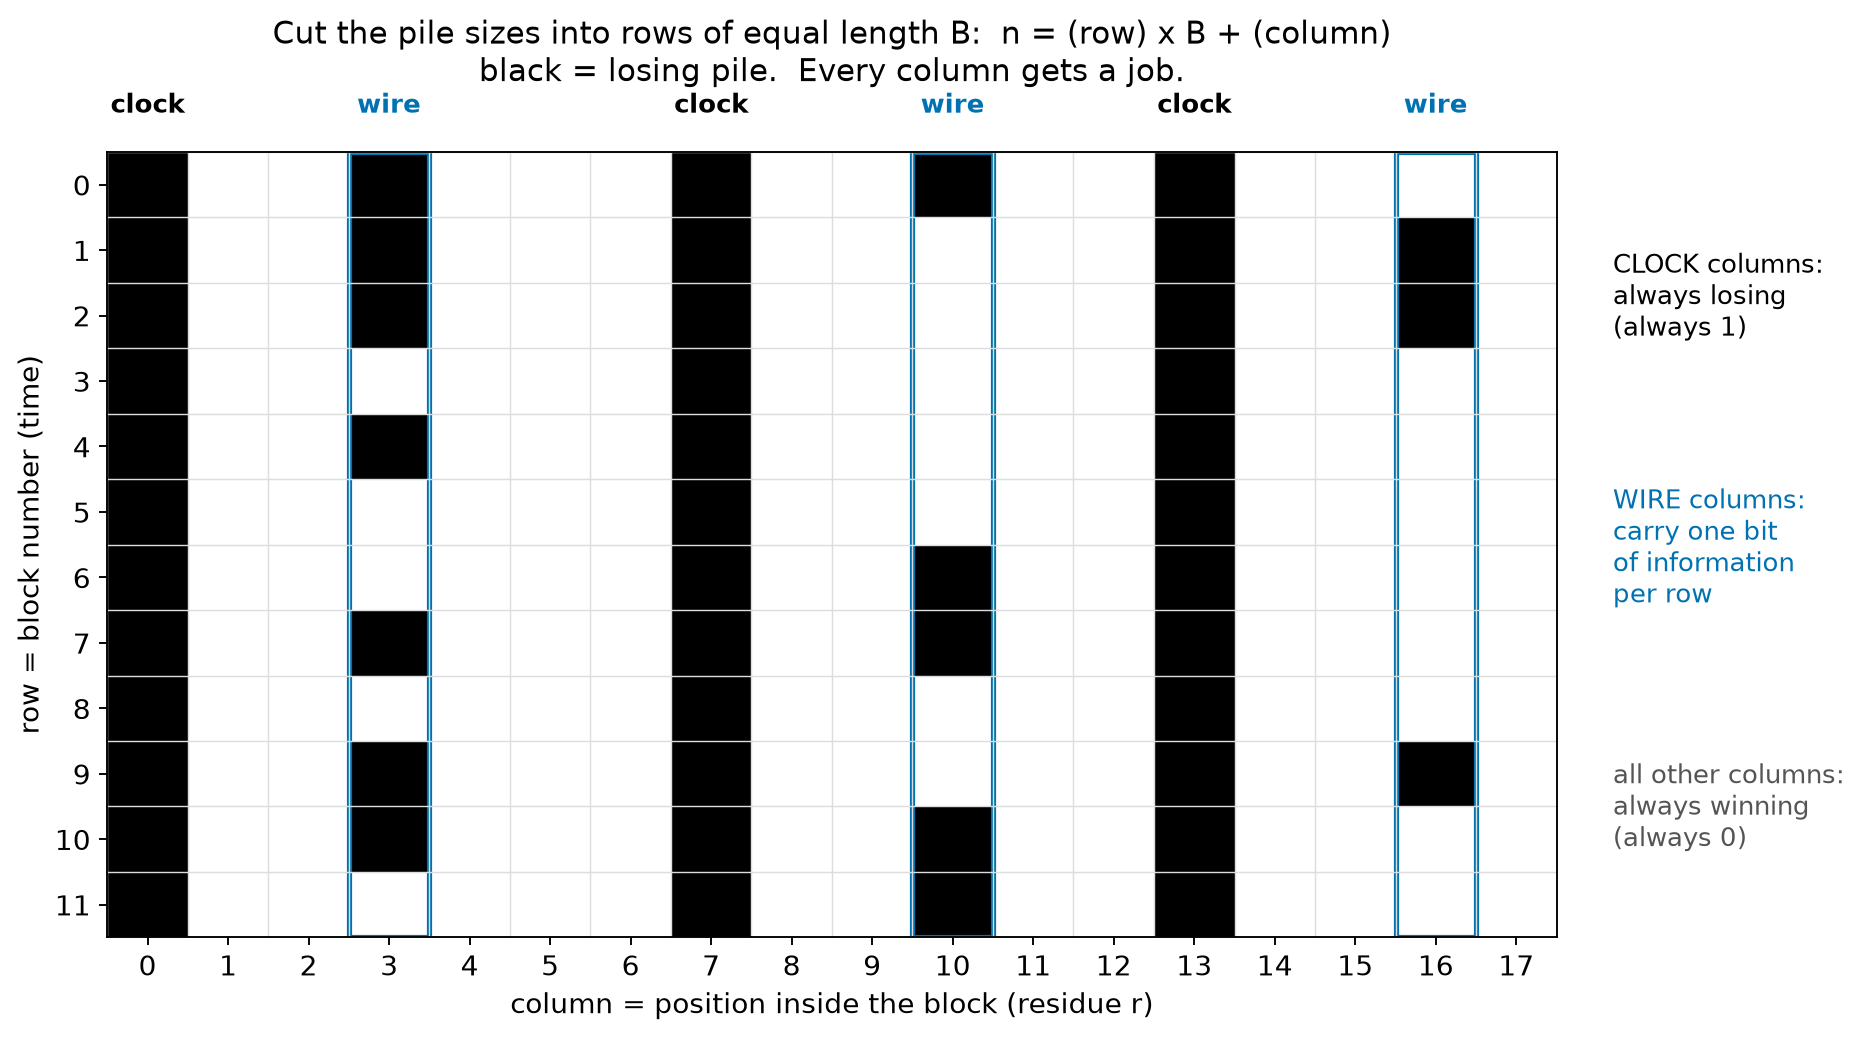 Cut the pile sizes into rows of equal length B:  n = (row) x B + (column)
black = losing pile.  Every column gets a job.
clock wire clock wire clock wire
row = block number (time)
0
1
2
3
4
5
6
7
8
9
10
11
CLOCK columns:
always losing
(always 1)
WIRE columns:
carry one bit
of information
per row
all other columns:
always winning
(always 0)
0 1 2 3 4 5 6 7 8 9 10 11 12 13 14 15 16 17
column = position inside the block (residue r)